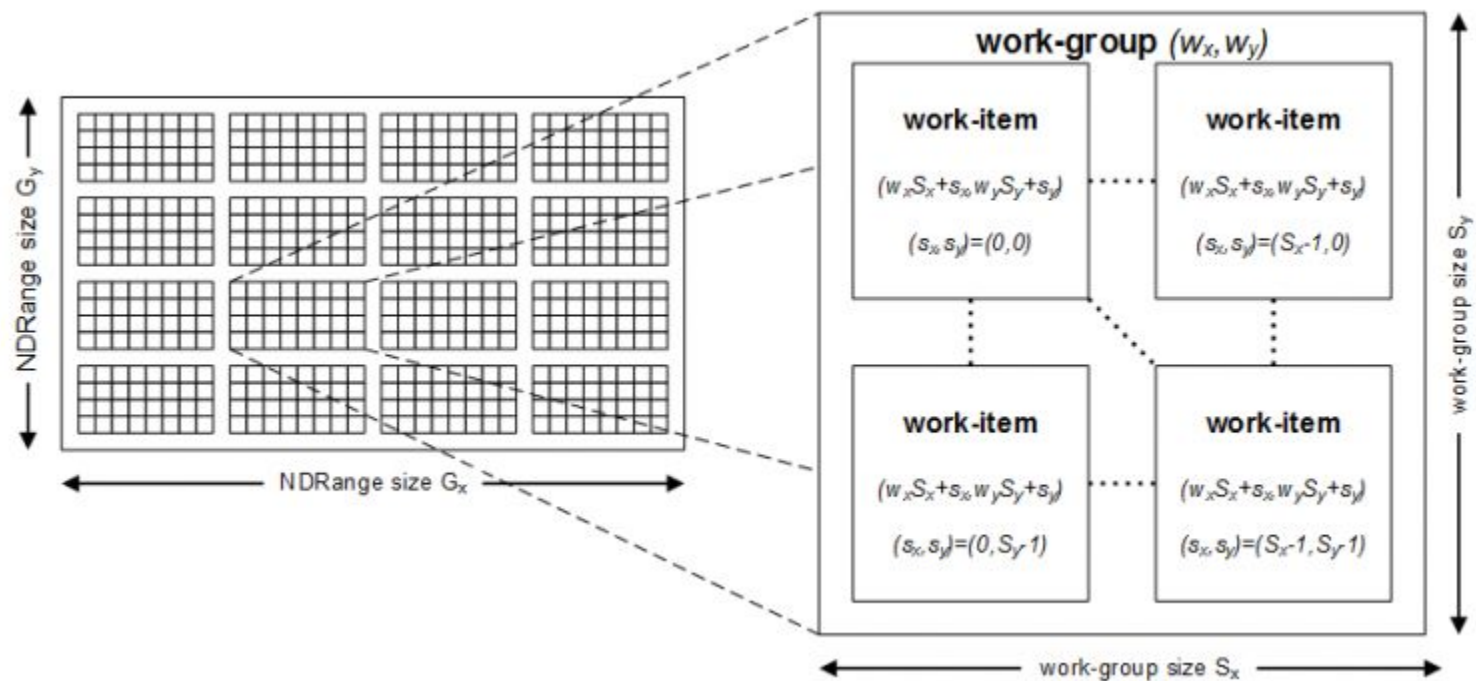 NDRange size Gy
NDRange size Gx
work-group (wx,wy)
work-item
(wxSx+sx,wySy+sy)
(sx,sy)=(0,0)
work-item
(wxSx+sx,wySy+sy)
(sx,sy)=(Sx-1,0)
work-item
(wxSx+sx,wySy+sy)
(sx,sy)=(0,Sy-1)
work-item
(wxSx+sx,wySy+sy)
(sx,sy)=(Sx-1,Sy-1)
work-group size Sy
work-group size Sx